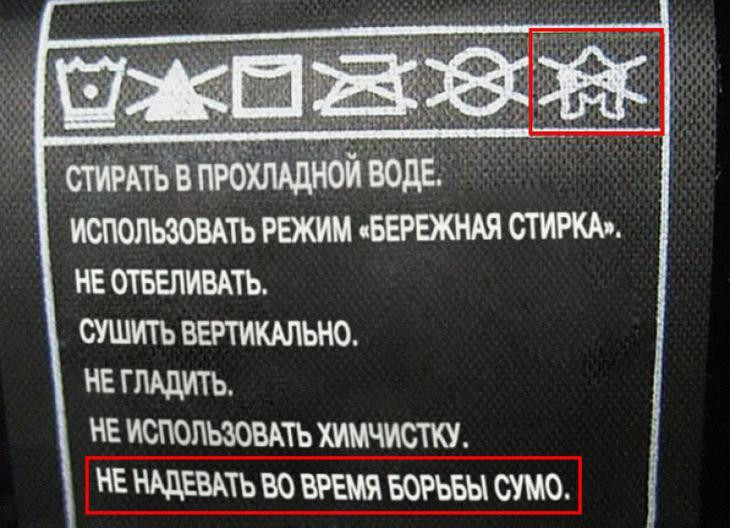 СТИРАТЬ В ПРОХЛАДНОЙ ВОДЕ.
ИСПОЛЬЗОВАТЬ РЕЖИМ «БЕРЕЖНАЯ СТИРКА».
НЕ ОТБЕЛИВАТЬ.
СУШИТЬ ВЕРТИКАЛЬНО.
НЕ ГЛАДИТЬ.
НЕ ИСПОЛЬЗОВАТЬ ХИМЧИСТКУ.
НЕ НАДЕВАТЬ ВО ВРЕМЯ БОРЬБЫ СУМО.